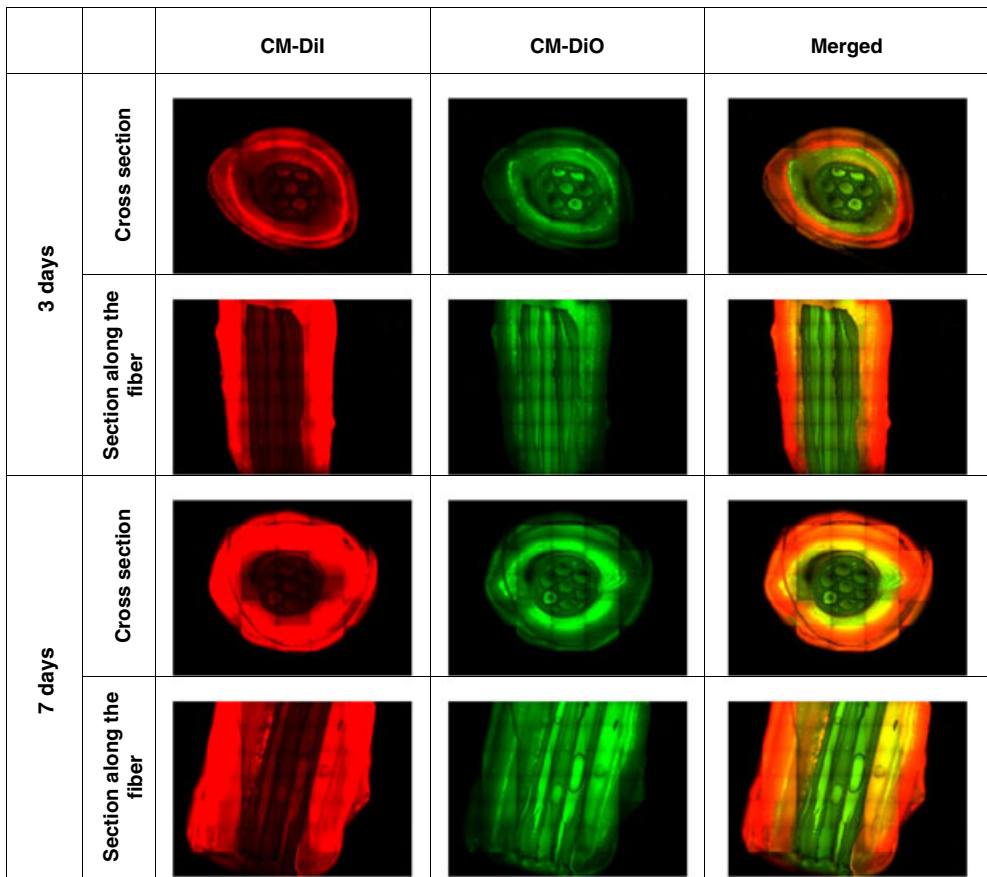 CM-DiI
CM-DiO
Merged
3 days
Cross section
Section along the
fiber
7 days
Cross section
Section along the
fiber